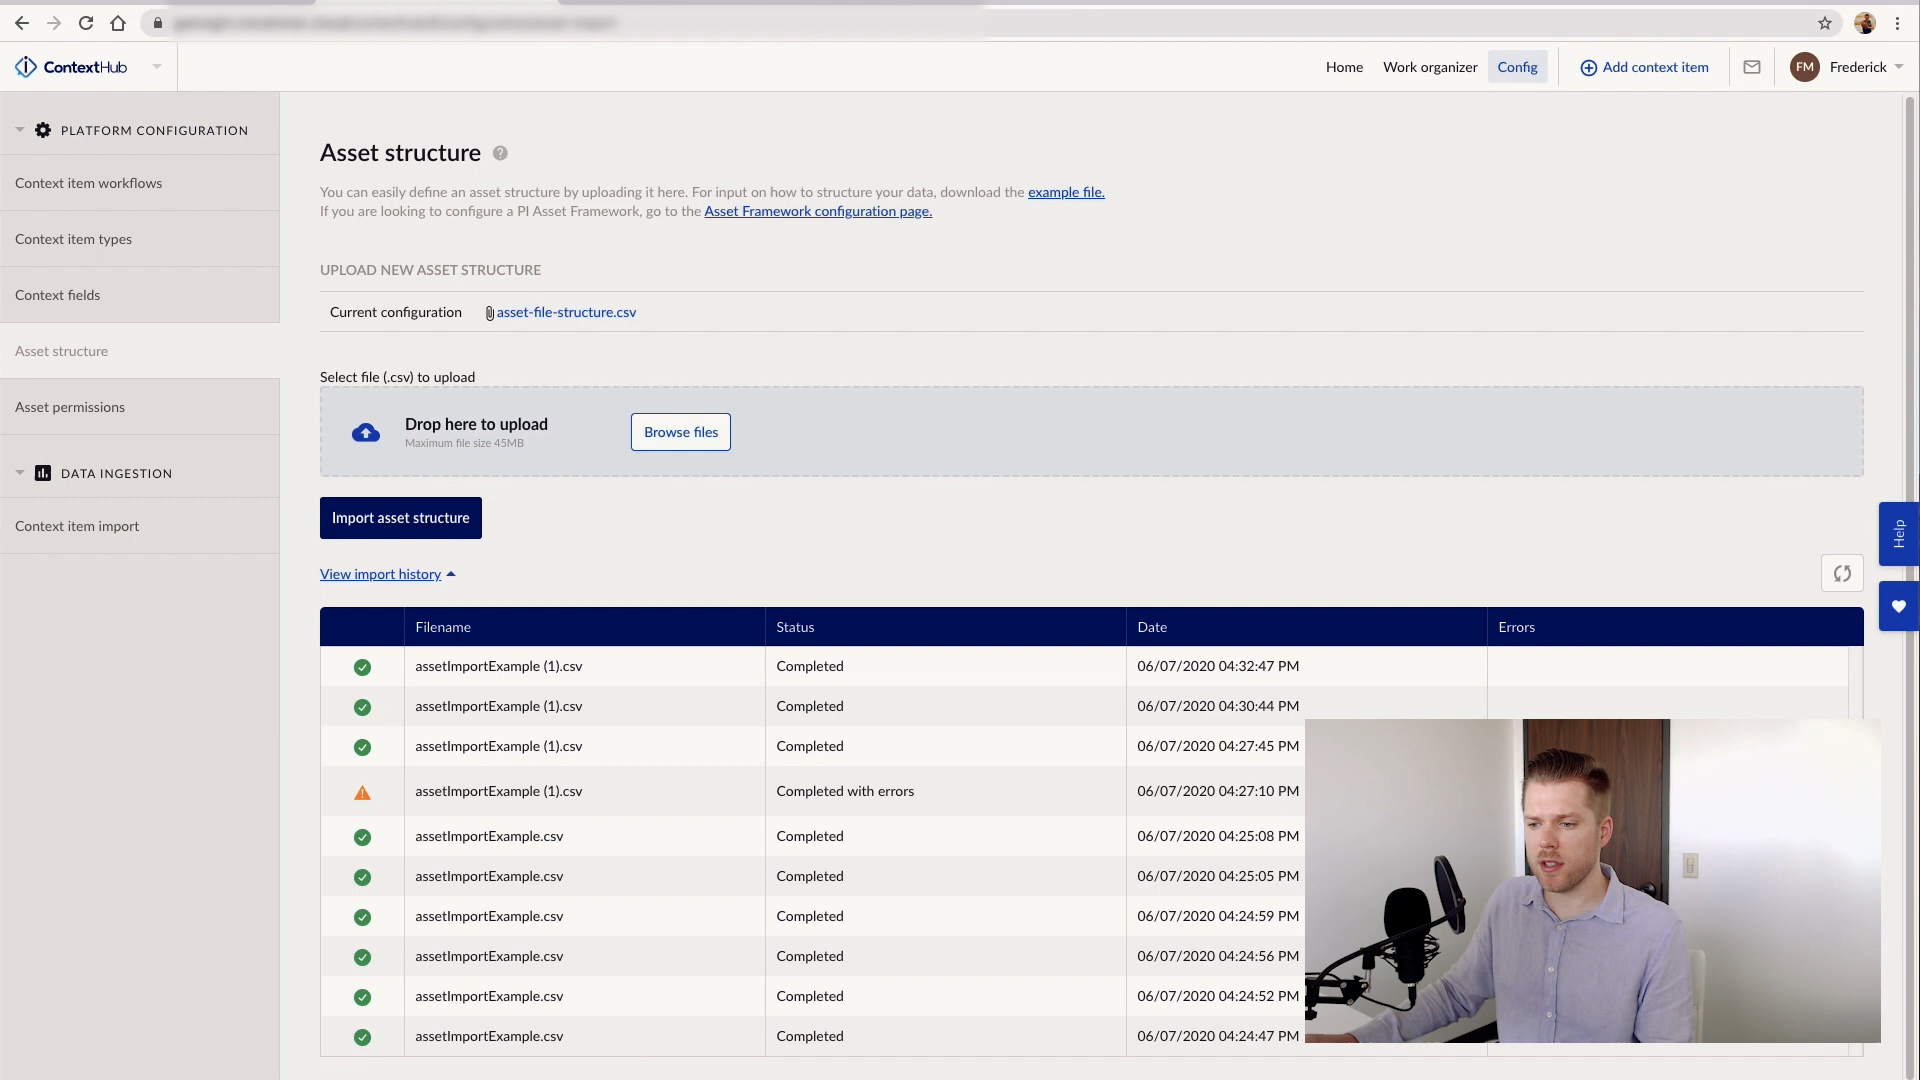 ContextHub
Home
Work organizer
Config
Add context item
FM
Frederick
PLATFORM CONFIGURATION
Context item workflows
Context item types
Context fields
Asset structure
Asset permissions
DATA INGESTION
Context item import
Asset structure ?
You can easily define an asset structure by uploading it here. For input on how to structure your data, download the example file.
If you are looking to configure a PI Asset Framework, go to the Asset Framework configuration page.
UPLOAD NEW ASSET STRUCTURE
Current configuration asset-file-structure.csv
Select file (.csv) to upload
Drop here to upload
Maximum file size 45MB
Browse files
Import asset structure
View import history
Help
Filename Status Date Errors
assetImportExample (1).csv Completed 06/07/2020 04:32:47 PM
assetImportExample (1).csv Completed 06/07/2020 04:30:44 PM
assetImportExample (1).csv Completed 06/07/2020 04:27:45 PM
assetImportExample (1).csv Completed with errors 06/07/2020 04:27:10 PM
assetImportExample.csv Completed 06/07/2020 04:25:08 PM
assetImportExample.csv Completed 06/07/2020 04:25:05 PM
assetImportExample.csv Completed 06/07/2020 04:24:59 PM
assetImportExample.csv Completed 06/07/2020 04:24:56 PM
assetImportExample.csv Completed 06/07/2020 04:24:52 PM
assetImportExample.csv Completed 06/07/2020 04:24:47 PM